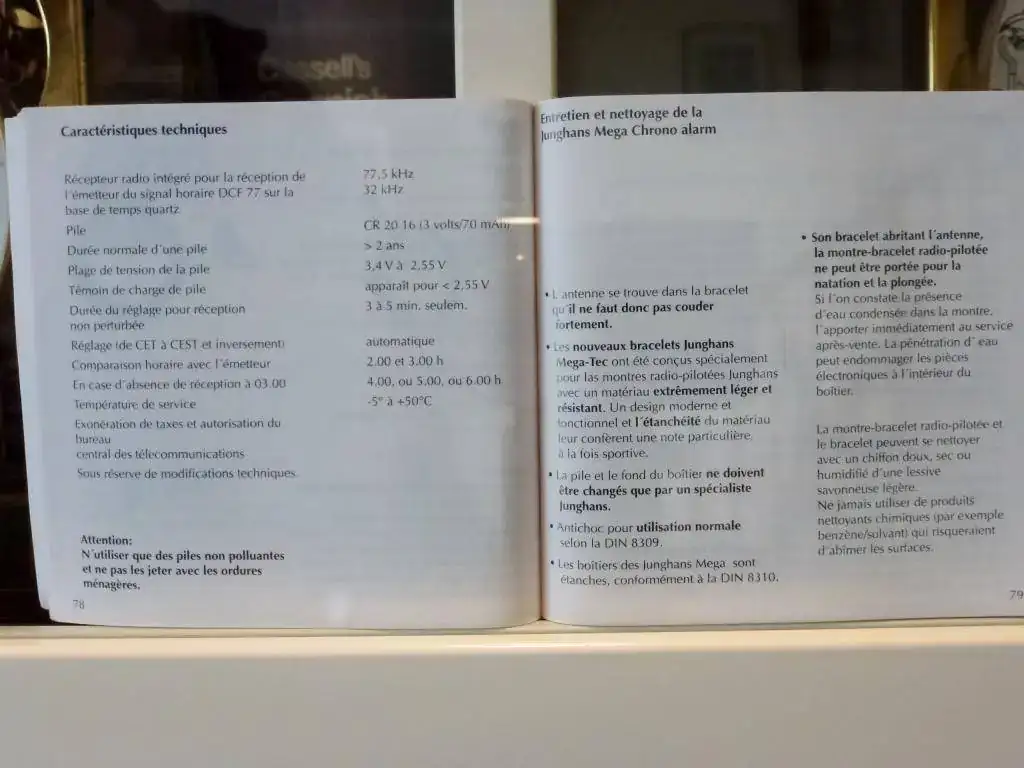 Cassell's
Caractéristiques techniques
Récepteur radio intégré pour la réception de
l´émetteur du signal horaire DCF 77 sur la
base de temps quartz
77,5 kHz
32 kHz
Pile
CR 20 16 (3 volts/70 mAh)
Durée normale d´une pile
> 2 ans
Plage de tension de la pile
3,4 V à 2,55 V
Témoin de charge de pile
apparaît pour < 2,55 V
Durée du réglage pour réception
non perturbée
3 à 5 min. seulem.
Réglage (de CET à CEST et inversement)
automatique
Comparaison horaire avec l´émetteur
2.00 et 3.00 h
En case d´absence de réception à 03.00
4.00, ou 5.00, ou 6.00 h
Température de service
-5° à +50°C
Exonération de taxes et autorisation du
bureau
central des télecommunications
Sous réserve de modifications techniques.
Attention:
N´utiliser que des piles non polluantes
et ne pas les jeter avec les ordures
ménagères.
78
Entretien et nettoyage de la
Junghans Mega Chrono alarm
• L´antenne se trouve dans la bracelet
qu´il ne faut donc pas couder
fortement.
• Les nouveaux bracelets Junghans
Mega-Tec ont été conçus spécialement
pour las montres radio-pilotées Junghans
avec un matériau extrêmement léger et
résistant. Un design moderne et
fonctionnel et l´étanchéité du matériau
leur confèrent une note particulière,
à la fois sportive.
• La pile et le fond du boîtier ne doivent
être changés que par un spécialiste
Junghans.
• Antichoc pour utilisation normale
selon la DIN 8309.
• Les boîtiers des Junghans Mega sont
étanches, conformément à la DIN 8310.
• Son bracelet abritant l´antenne,
la montre-bracelet radio-pilotée
ne peut être portée pour la
natation et la plongée.
Si l´on constate la présence
d´eau condensée dans la montre,
l´apporter immédiatement au service
après-vente. La pénétration d´ eau
peut endommager les pièces
électroniques à l´intérieur du
boîtier.
La montre-bracelet radio-pilotée et
le bracelet peuvent se nettoyer
avec un chiffon doux, sec ou
humidifié d´une lessive
savonneuse légère.
Ne jamais utiliser de produits
nettoyants chimiques (par exemple
benzène/sulvant) qui risqueraient
d´abîmer les surfaces.
79